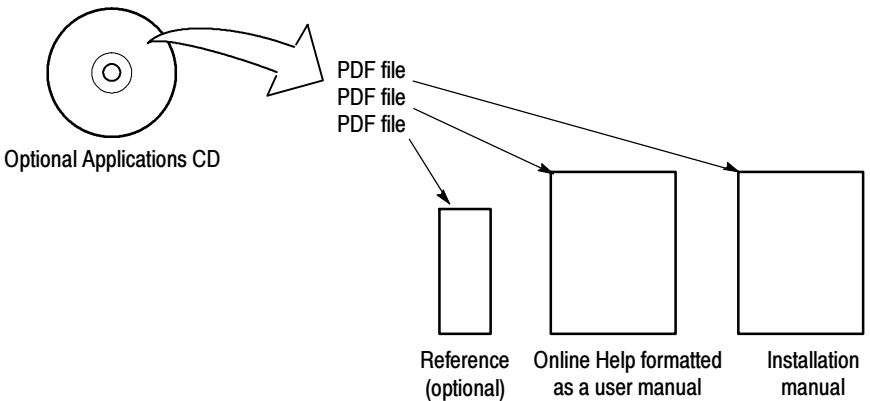 PDF file
PDF file
PDF file
Optional Applications CD
Reference
(optional)
Online Help formatted
as a user manual
Installation
manual